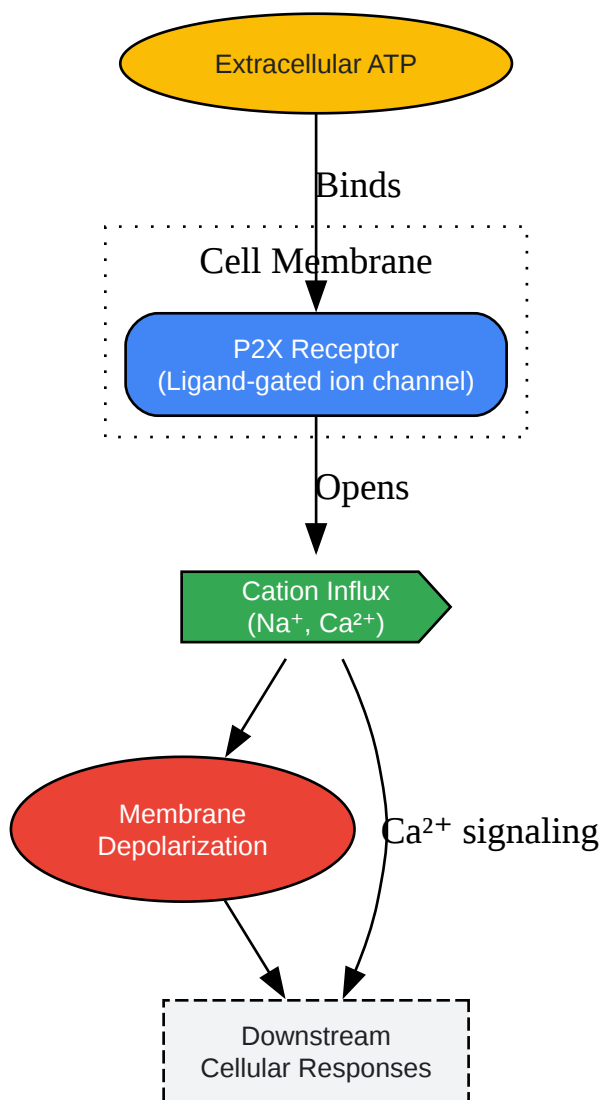 Extracellular ATP
Binds
Cell Membrane
P2X Receptor
(Ligand-gated ion channel)
Opens
Cation Influx
(Na⁺, Ca²⁺)
Membrane
Depolarization
Ca²⁺ signaling
Downstream
Cellular Responses